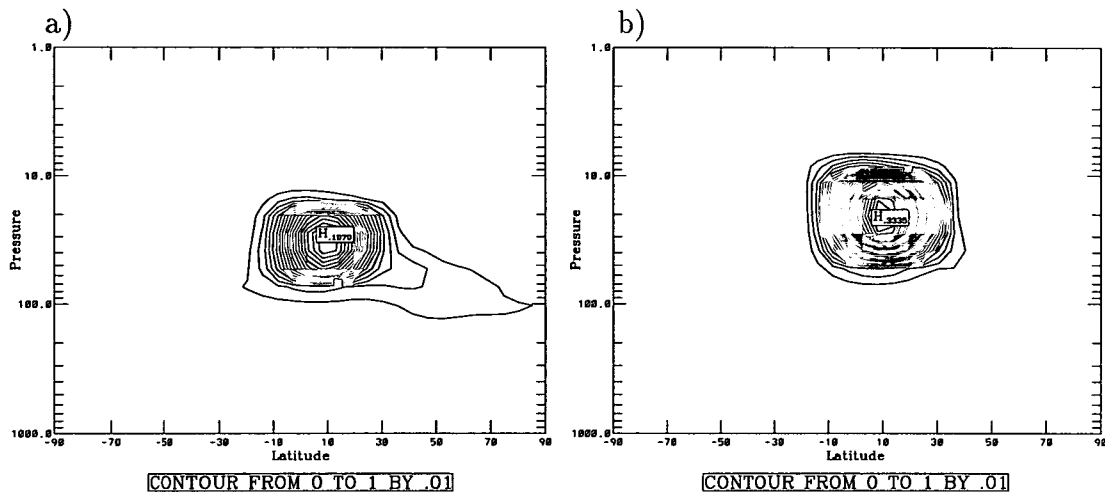 a)
1.0
10.0
100.0
1000.0
Pressure
H
-90 -70 -50 -30 -10 10 30 50 70 90
Latitude
CONTOUR FROM 0 TO 1 BY .01
b)
1.0
10.0
100.0
1000.0
Pressure
H .3335
-90 -70 -50 -30 -10 10 30 50 70 90
Latitude
CONTOUR FROM 0 TO 1 BY .01